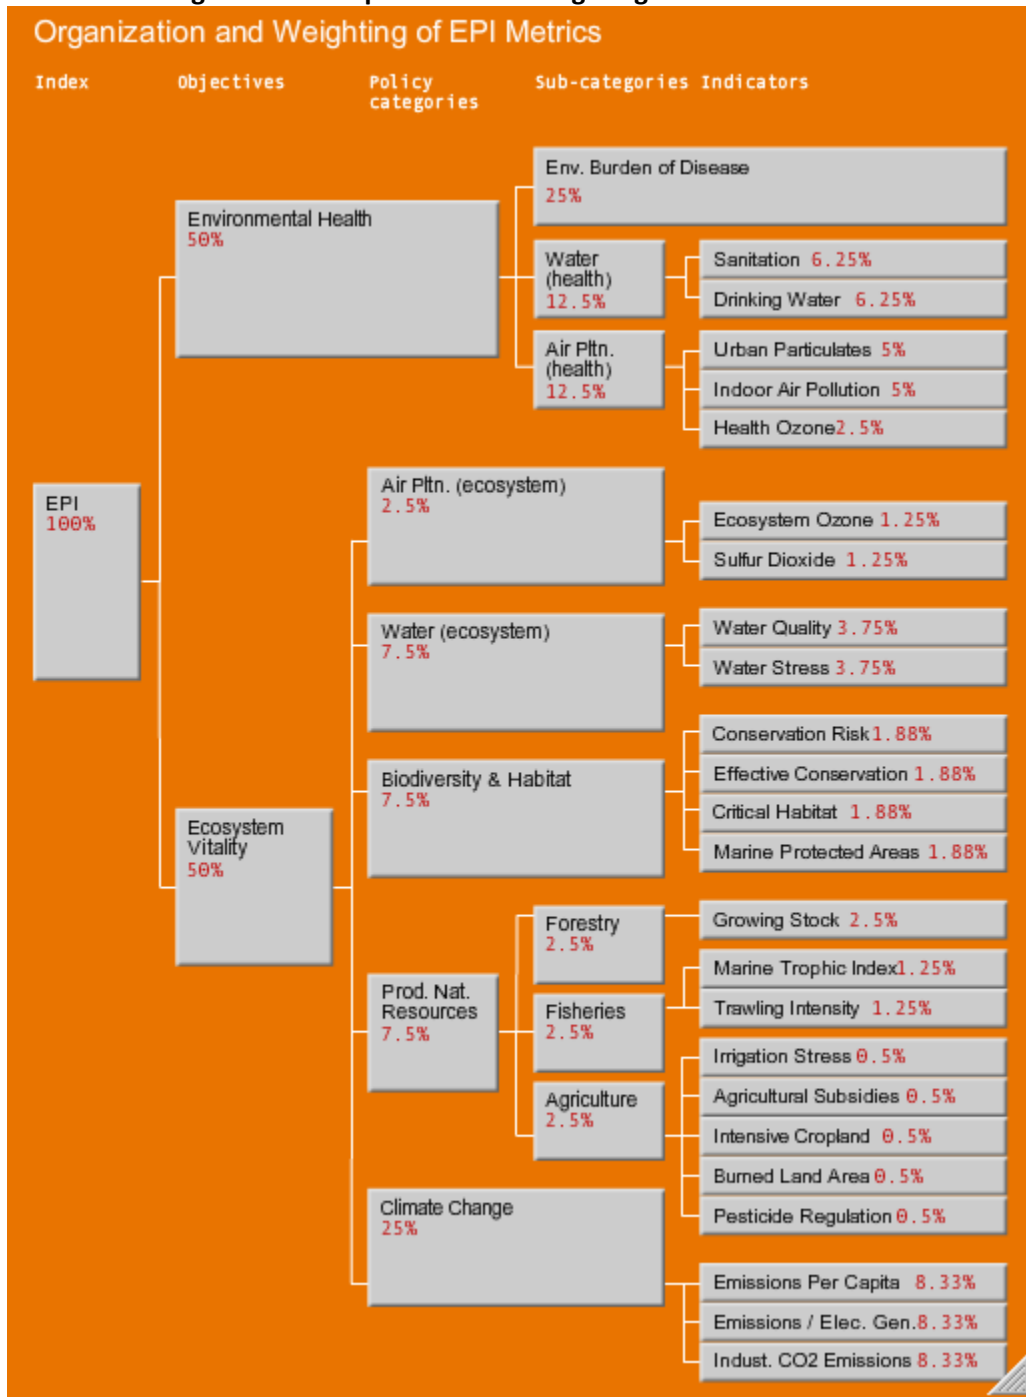 Organization and Weighting of EPI Metrics
Index Objectives Policy categories Sub-categories Indicators
EPI
100%
Environmental Health
50%
Env. Burden of Disease
25%
Water
(health)
12.5%
Sanitation 6.25%
Drinking Water 6.25%
Air Pltn.
(health)
12.5%
Urban Particulates 5%
Indoor Air Pollution 5%
Health Ozone 2.5%
Ecosystem
Vitality
50%
Air Pltn. (ecosystem)
2.5%
Ecosystem Ozone 1.25%
Sulfur Dioxide 1.25%
Water (ecosystem)
7.5%
Water Quality 3.75%
Water Stress 3.75%
Biodiversity & Habitat
7.5%
Conservation Risk 1.88%
Effective Conservation 1.88%
Critical Habitat 1.88%
Marine Protected Areas 1.88%
Prod. Nat.
Resources
7.5%
Forestry
2.5%
Growing Stock 2.5%
Fisheries
2.5%
Marine Trophic Index 1.25%
Trawling Intensity 1.25%
Agriculture
2.5%
Irrigation Stress 0.5%
Agricultural Subsidies 0.5%
Intensive Cropland 0.5%
Burned Land Area 0.5%
Pesticide Regulation 0.5%
Climate Change
25%
Emissions Per Capita 8.33%
Emissions / Elec. Gen. 8.33%
Indust. CO2 Emissions 8.33%